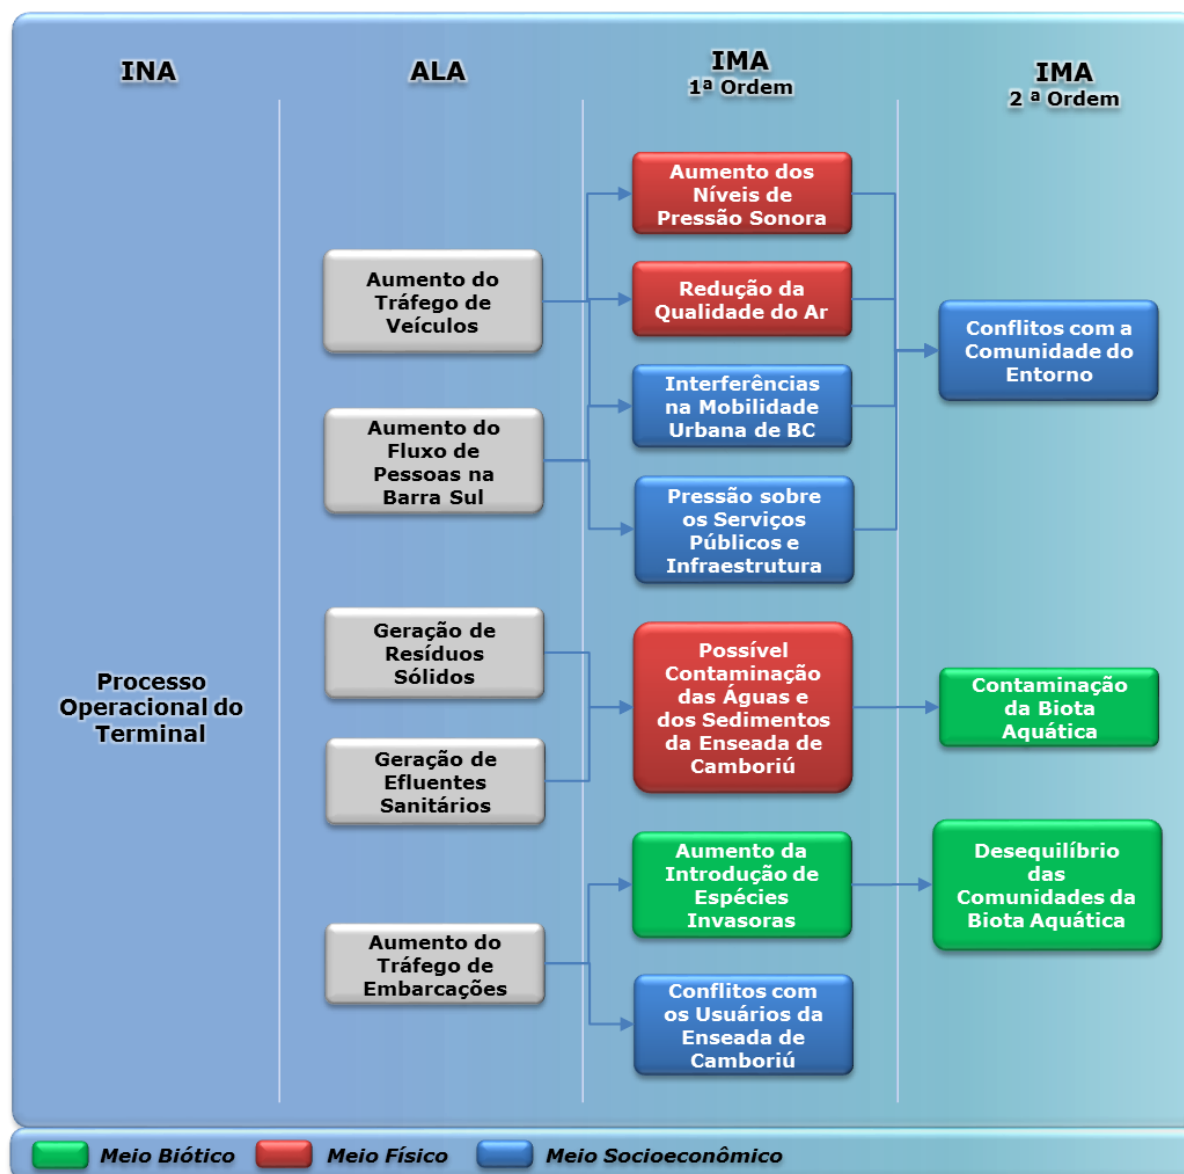 INA
ALA
IMA
1ª Ordem
IMA
2 ª Ordem
Processo
Operacional do
Terminal
Aumento do
Tráfego de
Veículos
Aumento do
Fluxo de
Pessoas na
Barra Sul
Geração de
Resíduos
Sólidos
Geração de
Efluentes
Sanitários
Aumento do
Tráfego de
Embarcações
Aumento dos
Níveis de
Pressão Sonora
Redução da
Qualidade do Ar
Interferências
na Mobilidade
Urbana de BC
Pressão sobre
os Serviços
Públicos e
Infraestrutura
Possível
Contaminação
das Águas e
dos Sedimentos
da Enseada de
Camboriú
Aumento da
Introdução de
Espécies
Invasoras
Conflitos com
os Usuários da
Enseada de
Camboriú
Conflitos com a
Comunidade do
Entorno
Contaminação
da Biota
Aquática
Desequilíbrio
das
Comunidades da
Biota Aquática
Meio Biótico
Meio Físico
Meio Socioeconômico